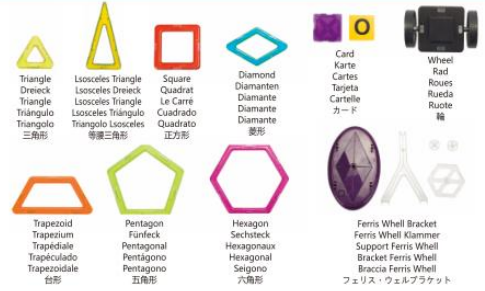 O
Triangle
Dreieck
Triangle
Triángulo
Triangolo
三角形
Lsosceles Triangle
Lsosceles Dreieck
Lsosceles Triangle
Lsosceles Triángulo
Triangolo Lsosceles
等腰三角形
Square
Quadrat
Le Carré
Cuadrado
Quadrato
正方形
Diamond
Diamanten
Diamante
Diamante
Diamante
菱形
Card
Karte
Cartes
Tarjeta
Cartelle
カード
Wheel
Rad
Roues
Rueda
Ruote
輪
Trapezoid
Trapezium
Trapédiale
Trapéculado
Trapezoidale
台形
Pentagon
Fünfeck
Pentagonal
Pentágono
Pentagono
五角形
Hexagon
Sechsteck
Hexagonaux
Hexagonal
Seigono
六角形
Ferris Whell Bracket
Ferris Whell Klammer
Support Ferris Whell
Bracket Ferris Whell
Braccia Ferris Whell
フェリス・ウェルブラケット